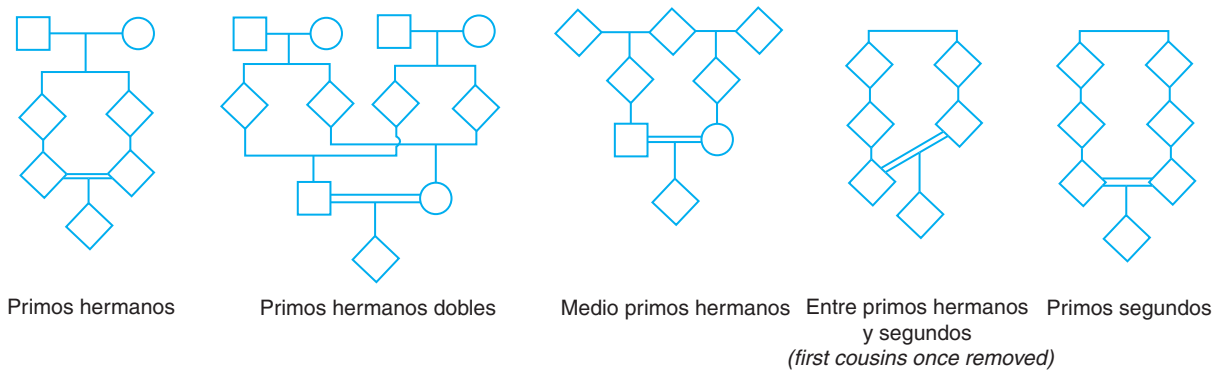 Primos hermanos
Primos hermanos dobles
Medio primos hermanos
Entre primos hermanos
y segundos
(first cousins once removed)
Primos segundos